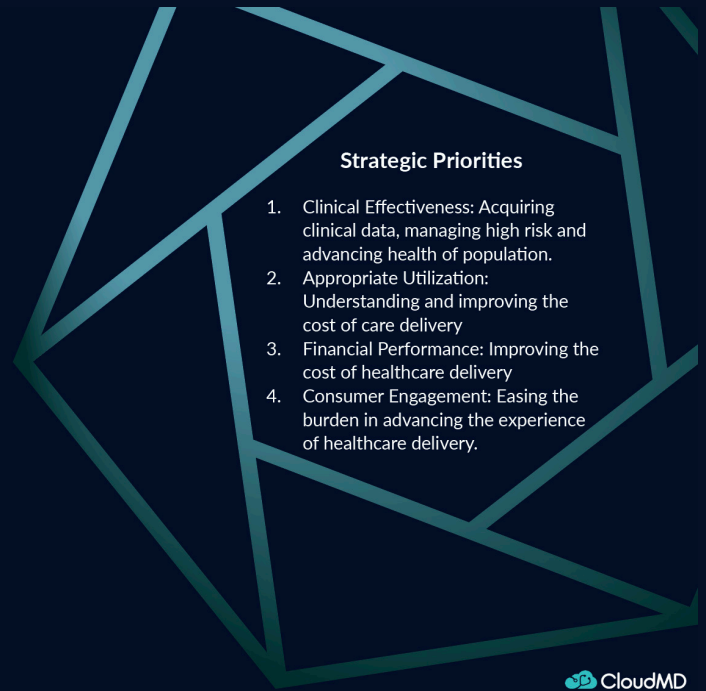 Strategic Priorities
1. Clinical Effectiveness: Acquiring
clinical data, managing high risk and
advancing health of population.
2. Appropriate Utilization:
Understanding and improving the
cost of care delivery
3. Financial Performance: Improving the
cost of healthcare delivery
4. Consumer Engagement: Easing the
burden in advancing the experience
of healthcare delivery.
CloudMD